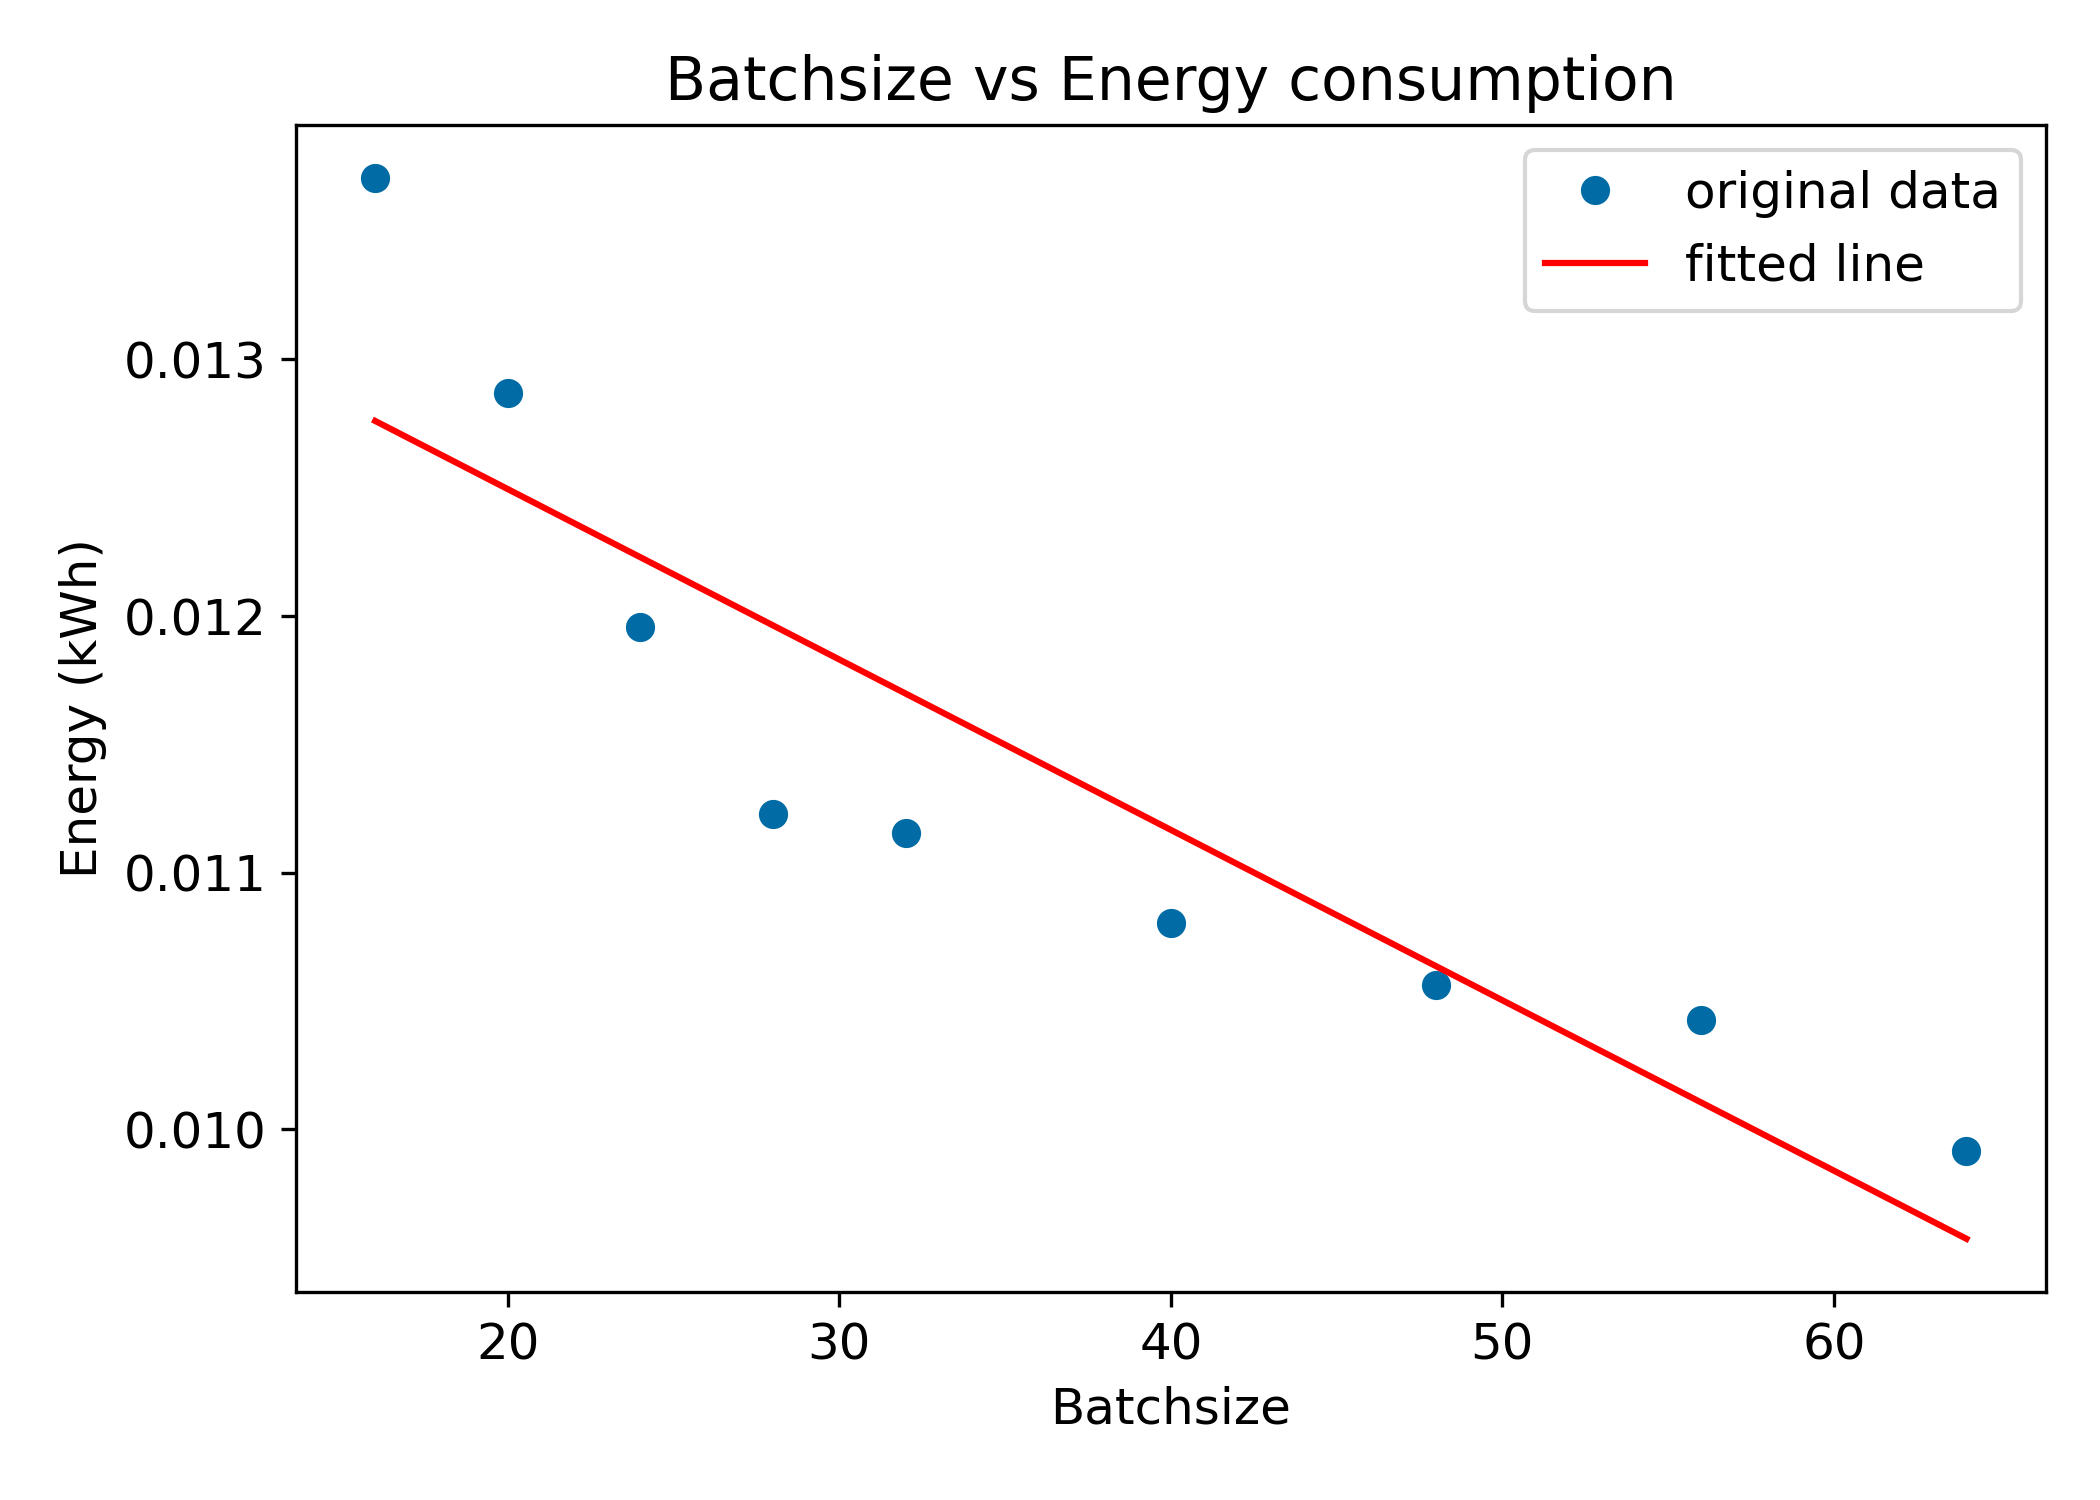 Batchsize vs Energy consumption
original data
fitted line
0.013
0.012
0.011
0.010
Energy (kWh)
20 30 40 50 60
Batchsize